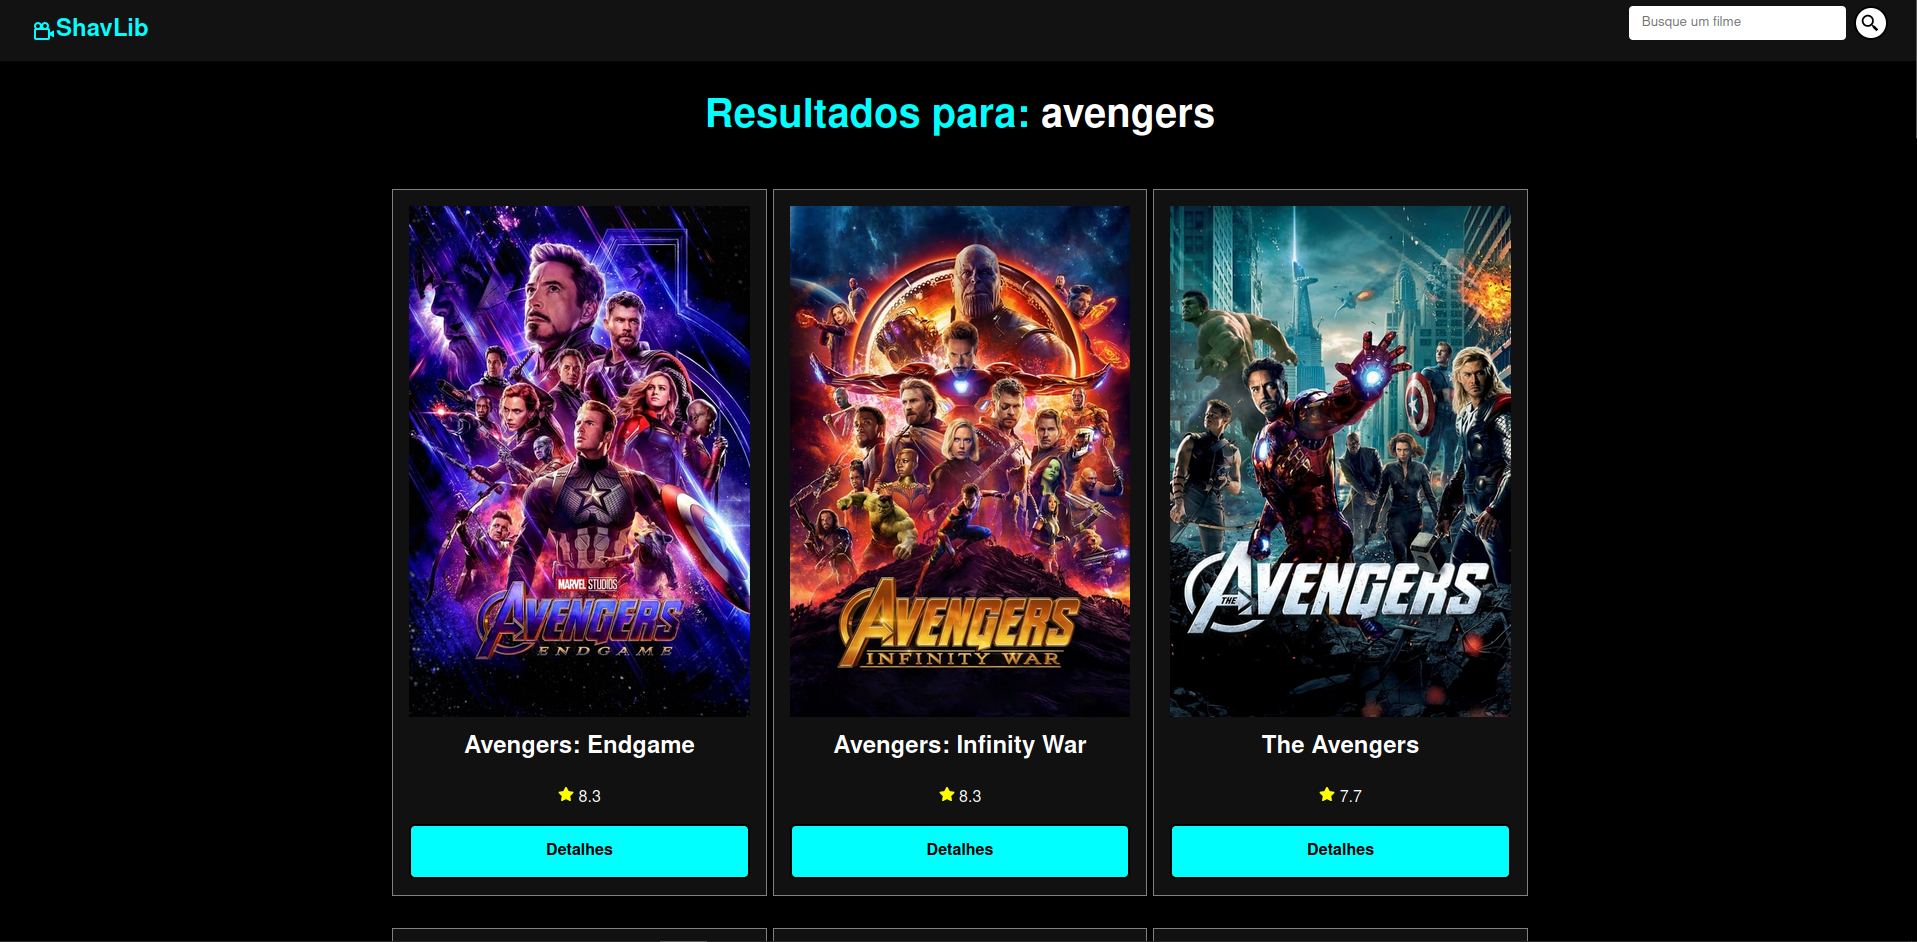 ShavLib
Busque um filme
Resultados para: avengers
MARVEL STUDIOS
AVENGERS
ENDGAME
AVENGERS
INFINITY WAR
THE
AVENGERS
Avengers: Endgame
Avengers: Infinity War
The Avengers
8.3
8.3
7.7
Detalhes
Detalhes
Detalhes